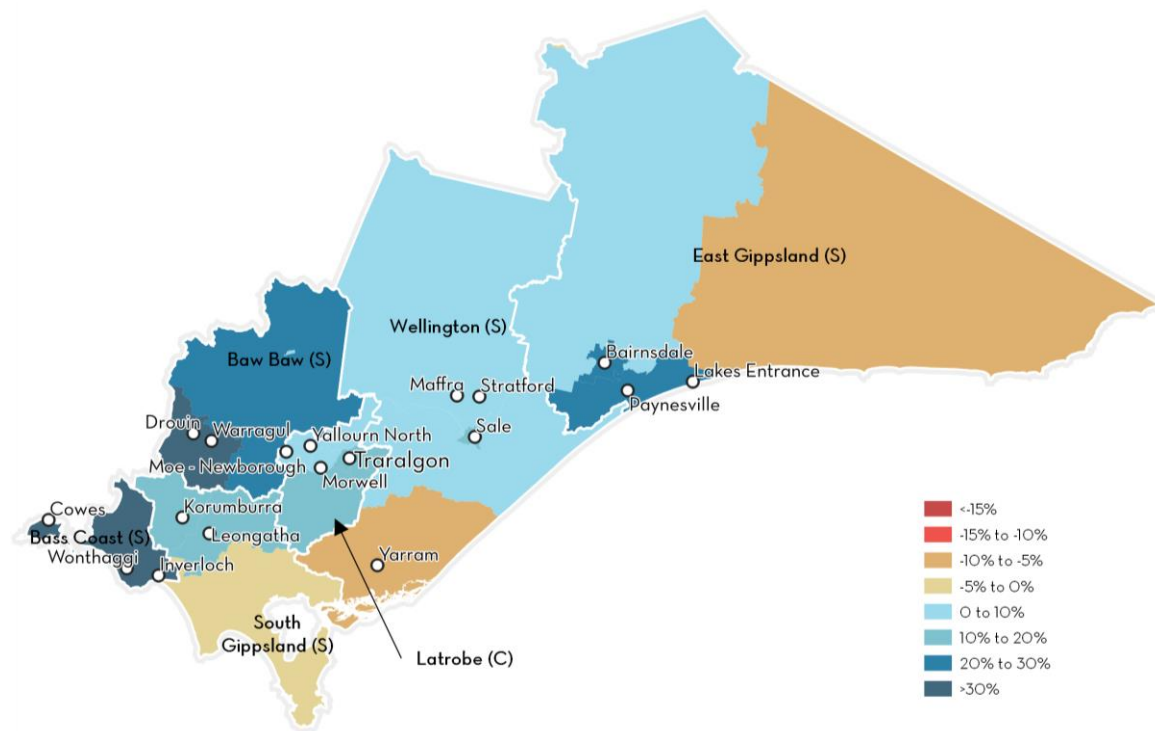 East Gippsland (S)
Wellington (S)
Baw Baw (S)
Bairnsdale
Lakes Entrance
Maffra
Stratford
Paynesville
Drouin
Warragul
Yallourn North
Sale
Moe - Newborough
Traralgon
Morwell
Cowes
Korumburra
Bass Coast (S)
Leongatha
Wonthaggi
Inverloch
Yarram
South
Gippsland (S)
Latrobe (C)
<-15%
-15% to -10%
-10% to -5%
-5% to 0%
0 to 10%
10% to 20%
20% to 30%
>30%